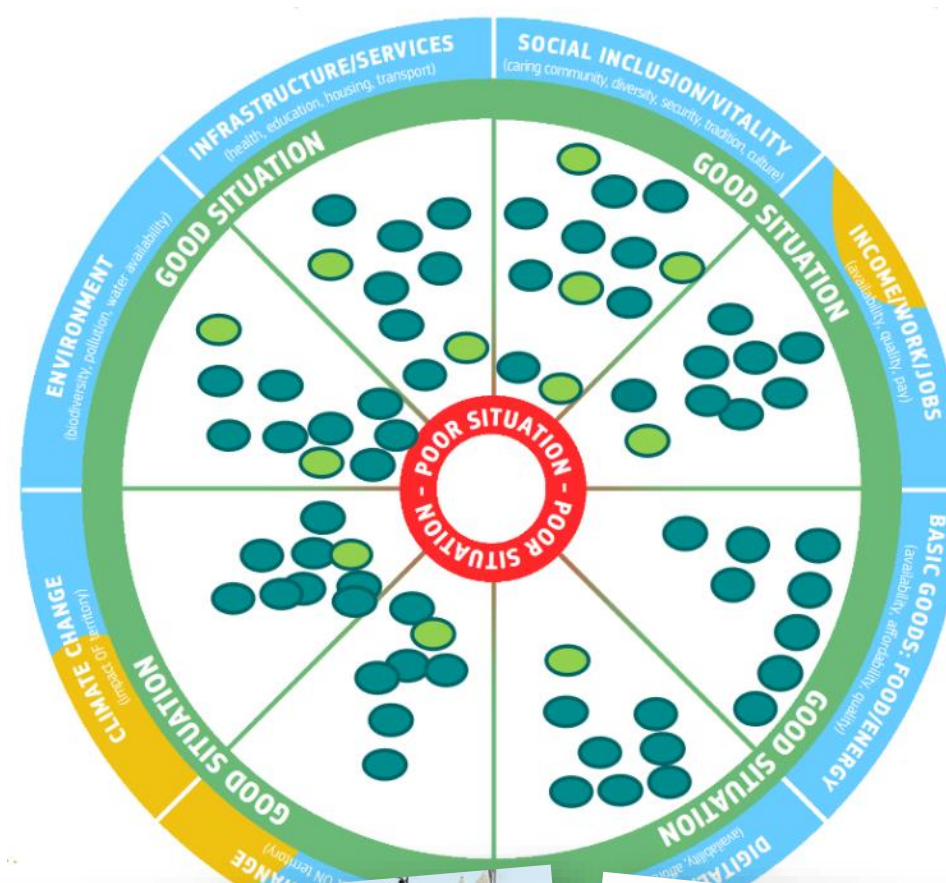 INFRASTRUCTURE/SERVICES
(health, education, housing, transport)
SOCIAL INCLUSION/VITALITY
(caring community, diversity, security, tradition, culture)
INCOME/WORK/JOBS
(availability, quality, pay)
BASIC GOODS: FOOD/ENERGY
(availability, affordability, quality)
CLIMATE CHANGE
(impact OF territory)
ENVIRONMENT
(biodiversity, pollution, water availability)
GOOD SITUATION
GOOD SITUATION
GOOD SITUATION
GOOD SITUATION
POOR SITUATION - POOR SITUATION -
ON territory)